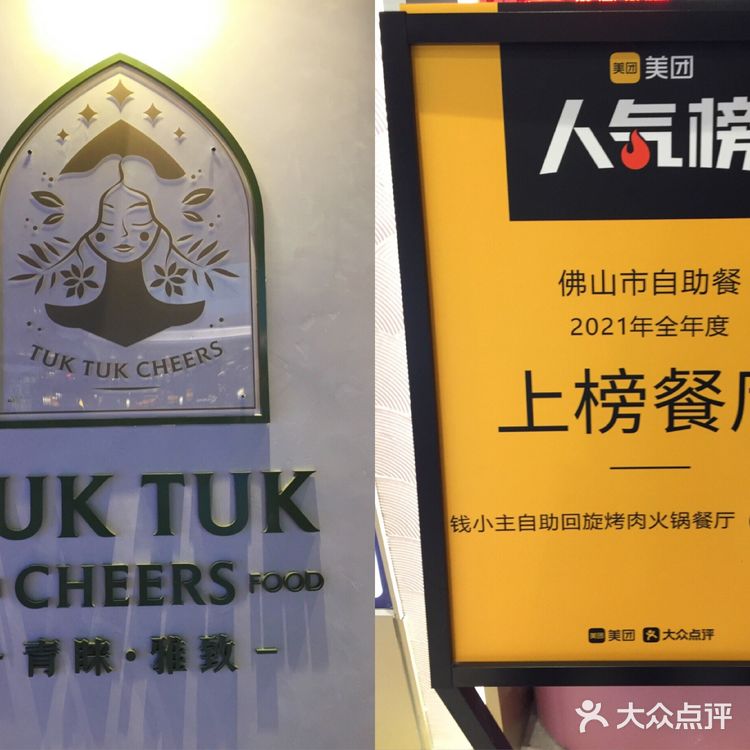 TUK TUK CHEERS
UK TUK
CHEERS FOOD
青睐·雅致
美团 美团
人气榜
佛山市自助餐
2021年全年度
上榜餐厅
钱小主自助回旋烤肉火锅餐厅（
美团 美团 大众点评
大众点评